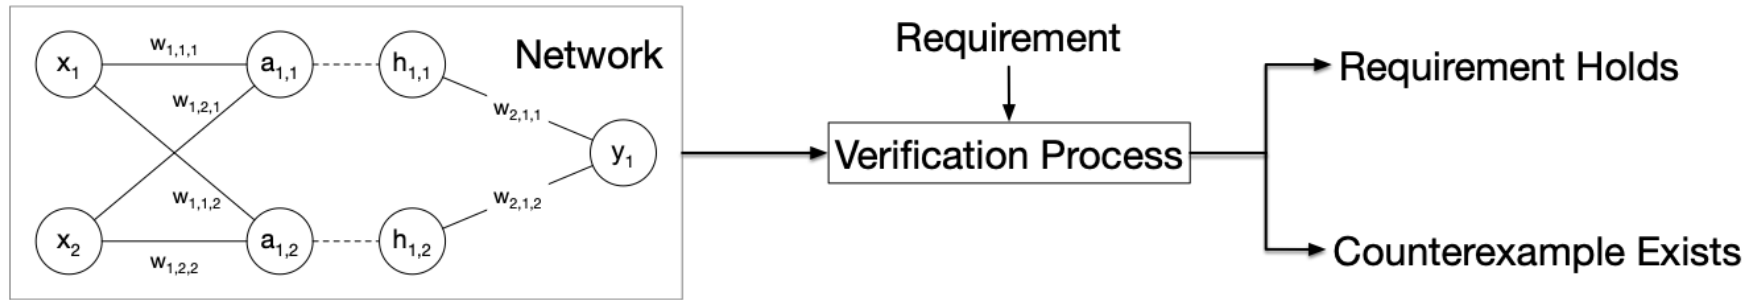 Network
x1
w1,1,1
a1,1
h1,1
w1,2,1
w2,1,1
y1
w1,1,2
w2,1,2
x2
w1,2,2
a1,2
h1,2
Requirement
Verification Process
Requirement Holds
Counterexample Exists